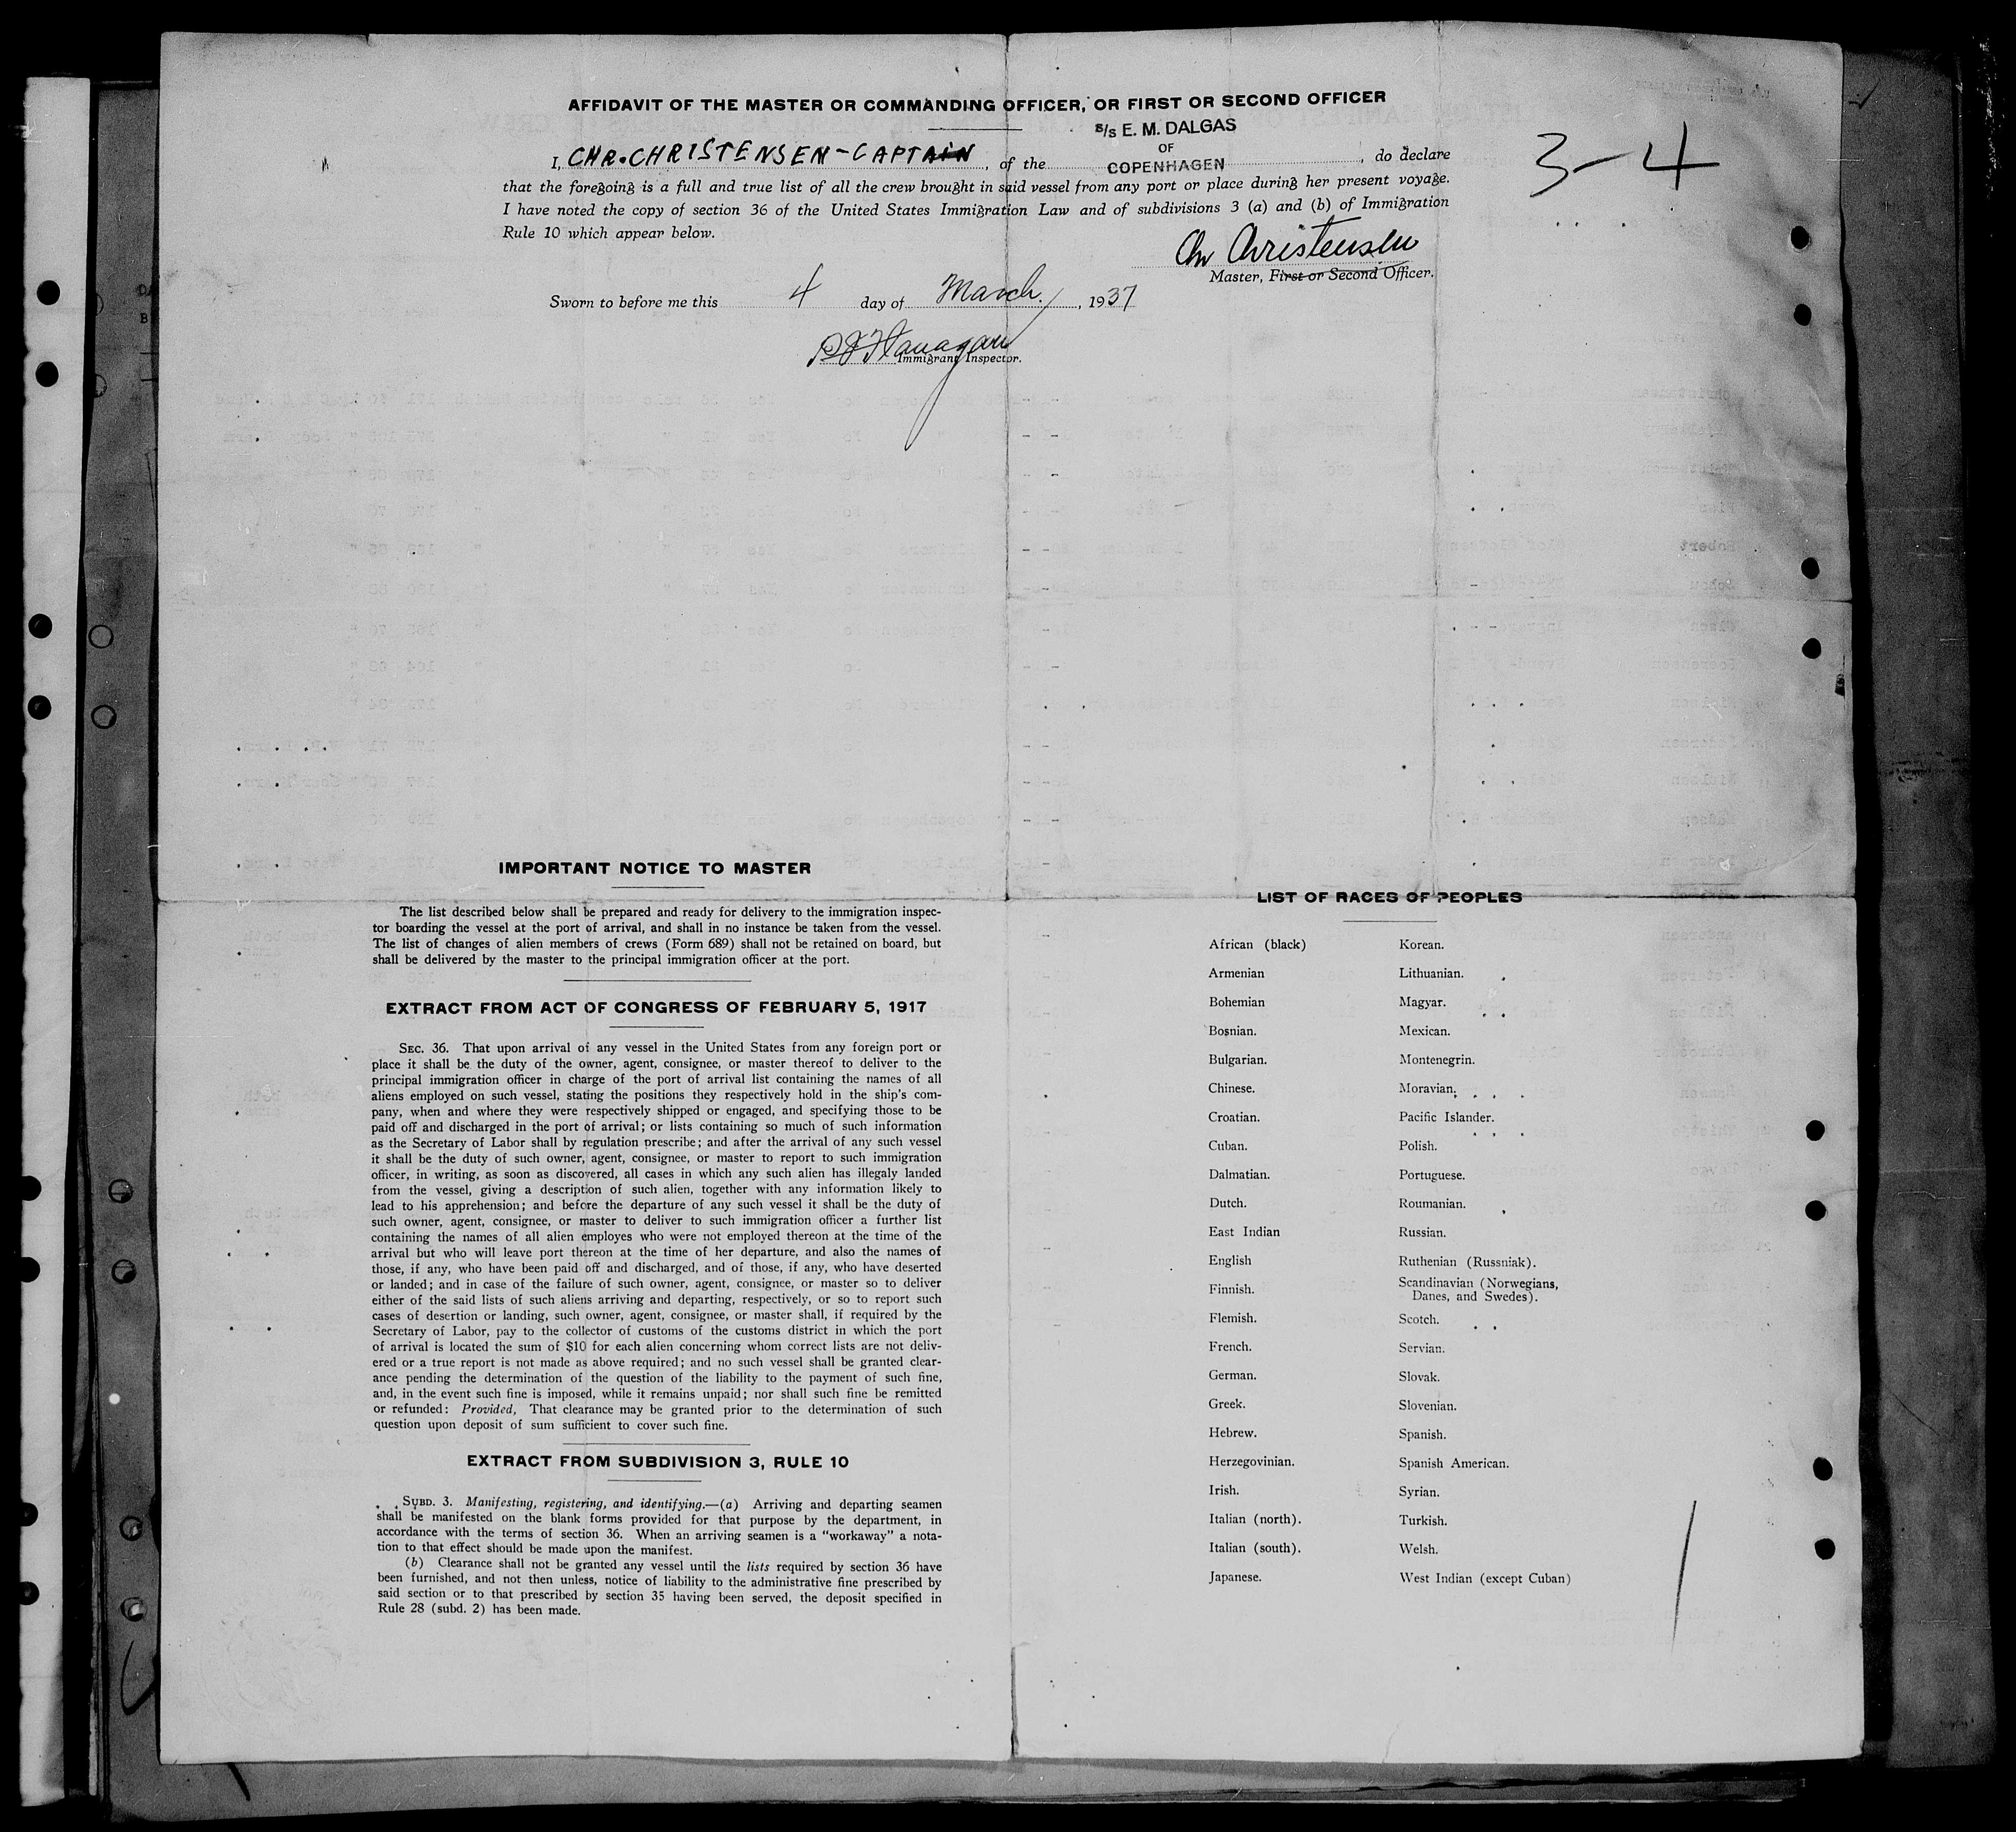 AFFIDAVIT OF THE MASTER OR COMMANDING OFFICER, OR FIRST OR SECOND OFFICER
S/S E. M. DALGAS
OF
COPENHAGEN
I, CHR. CHRISTENSEN - CAPTAIN, of the , do declare
that the foregoing is a full and true list of all the crew brought in said vessel from any port or place during her present voyage.
I have noted the copy of section 36 of the United States Immigration Law and of subdivisions 3 (a) and (b) of Immigration
Rule 10 which appear below.
3-4
Chr Christensen
Master, First or Second Officer.
Sworn to before me this 4 day of March, 1937
Flanagan
Immigrant Inspector.
IMPORTANT NOTICE TO MASTER
The list described below shall be prepared and ready for delivery to the immigration inspec-
tor boarding the vessel at the port of arrival, and shall in no instance be taken from the vessel.
The list of changes of alien members of crews (Form 689) shall not be retained on board, but
shall be delivered by the master to the principal immigration officer at the port.
EXTRACT FROM ACT OF CONGRESS OF FEBRUARY 5, 1917
SEC. 36. That upon arrival of any vessel in the United States from any foreign port or
place it shall be the duty of the owner, agent, consignee, or master thereof to deliver to the
principal immigration officer in charge of the port of arrival list containing the names of all
aliens employed on such vessel, stating the positions they respectively hold in the ship's com-
pany, when and where they were respectively shipped or engaged, and specifying those to be
paid off and discharged in the port of arrival; or lists containing so much of such information
as the Secretary of Labor shall by regulation prescribe; and after the arrival of any such vessel
it shall be the duty of such owner, agent, consignee, or master to report to such immigration
officer, in writing, as soon as discovered, all cases in which any such alien has illegaly landed
from the vessel, giving a description of such alien, together with any information likely to
lead to his apprehension; and before the departure of any such vessel it shall be the duty of
such owner, agent, consignee, or master to deliver to such immigration officer a further list
containing the names of all alien employes who were not employed thereon at the time of the
arrival but who will leave port thereon at the time of her departure, and also the names of
those, if any, who have been paid off and discharged, and of those, if any, who have deserted
or landed; and in case of the failure of such owner, agent, consignee, or master so to deliver
either of the said lists of such aliens arriving and departing, respectively, or so to report such
cases of desertion or landing, such owner, agent, consignee, or master shall, if required by the
Secretary of Labor, pay to the collector of customs of the customs district in which the port
of arrival is located the sum of $10 for each alien concerning whom correct lists are not deliv-
ered or a true report is not made as above required; and no such vessel shall be granted clear-
ance pending the determination of the question of the liability to the payment of such fine,
and, in the event such fine is imposed, while it remains unpaid; nor shall such fine be remitted
or refunded: Provided, That clearance may be granted prior to the determination of such
question upon deposit of sum sufficient to cover such fine.
EXTRACT FROM SUBDIVISION 3, RULE 10
SUBD. 3. Manifesting, registering, and identifying.—(a) Arriving and departing seamen
shall be manifested on the blank forms provided for that purpose by the department, in
accordance with the terms of section 36. When an arriving seamen is a "workaway" a nota-
tion to that effect should be made upon the manifest.
(b) Clearance shall not be granted any vessel until the lists required by section 36 have
been furnished, and not then unless, notice of liability to the administrative fine prescribed by
said section or to that prescribed by section 35 having been served, the deposit specified in
Rule 28 (subd. 2) has been made.
LIST OF RACES OF PEOPLES
African (black)
Armenian
Bohemian
Bosnian.
Bulgarian.
Chinese.
Croatian.
Cuban.
Dalmatian.
Dutch.
East Indian
English
Finnish.
Flemish.
French.
German.
Greek.
Hebrew.
Herzegovinian.
Irish.
Italian (north).
Italian (south).
Japanese.
Korean.
Lithuanian.
Magyar.
Mexican.
Montenegrin.
Moravian.
Pacific Islander.
Polish.
Portuguese.
Roumanian.
Russian.
Ruthenian (Russniak).
Scandinavian (Norwegians,
Danes, and Swedes).
Scotch.
Servian.
Slovak.
Slovenian.
Spanish.
Spanish American.
Syrian.
Turkish.
Welsh.
West Indian (except Cuban)